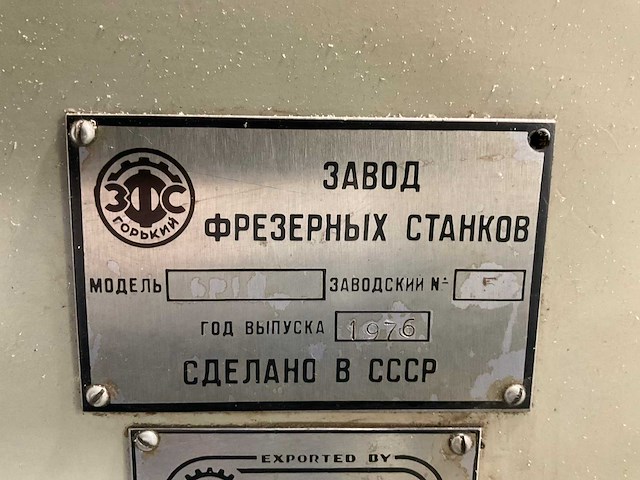 ЗФС
ГОРЬКИЙ
ЗАВОД
ФРЕЗЕРНЫХ СТАНКОВ
МОДЕЛЬ ЗАВОДСКИЙ №
ГОД ВЫПУСКА 1976
СДЕЛАНО В СССР
EXPORTED BY